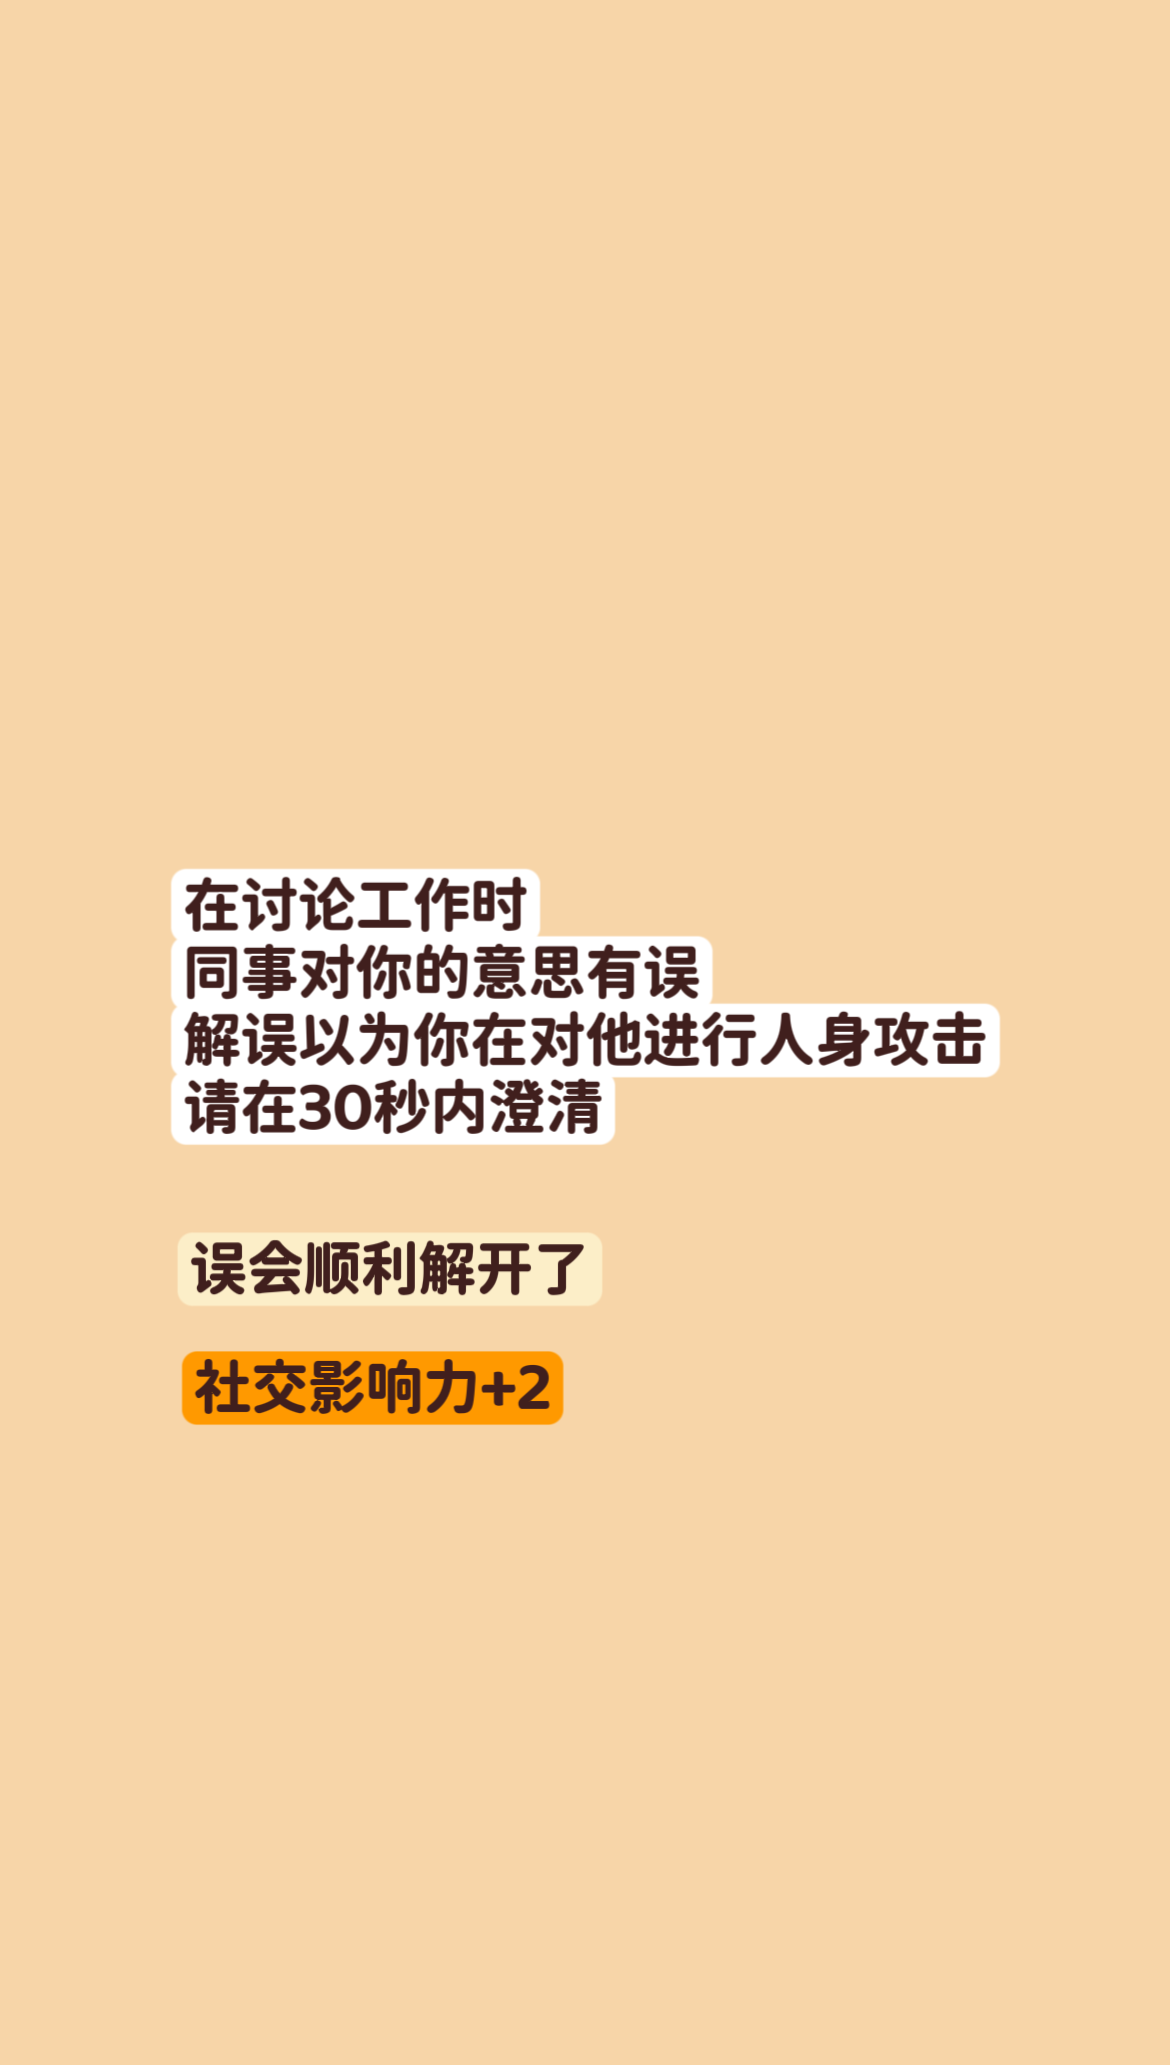 在讨论工作时
同事对你的意思有误
解误以为你在对他进行人身攻击
请在30秒内澄清
误会顺利解开了
社交影响力+2